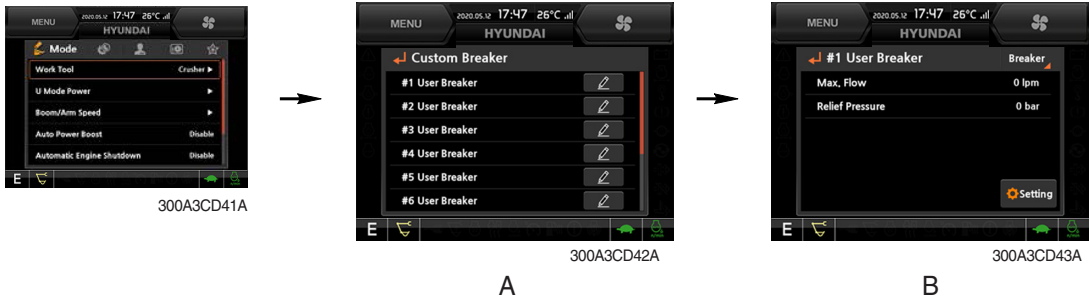 MENU 2020.05.12 17:47 26°C
HYUNDAI
Mode
Work Tool Crusher ▶
U Mode Power ▶
Boom/Arm Speed ▶
Auto Power Boost Disable
Automatic Engine Shutdown Disable
E
300A3CD41A
MENU 2020.05.12 17:47 26°C
HYUNDAI
Custom Breaker
#1 User Breaker
#2 User Breaker
#3 User Breaker
#4 User Breaker
#5 User Breaker
#6 User Breaker
E
300A3CD42A
A
MENU 2020.05.12 17:47 26°C
HYUNDAI
#1 User Breaker Breaker
Max, Flow 0 lpm
Relief Pressure 0 bar
Setting
E
300A3CD43A
B